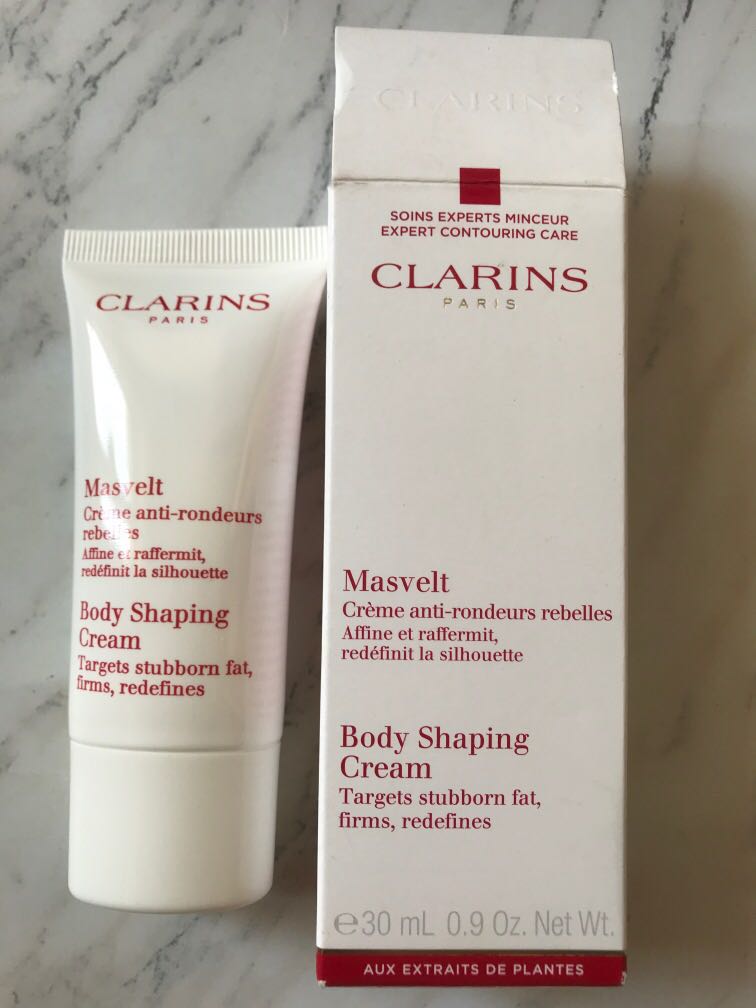 CLARINS
PARIS
Masvelt
Crème anti-rondeurs
rebelles
Affine et raffermit,
redéfinit la silhouette
Body Shaping
Cream
Targets stubborn fat,
firms, redefines
CLARINS
SOINS EXPERTS MINCEUR
EXPERT CONTOURING CARE
CLARINS
PARIS
Masvelt
Crème anti-rondeurs rebelles
Affine et raffermit,
redéfinit la silhouette
Body Shaping
Cream
Targets stubborn fat,
firms, redefines
℮30 mL 0.9 Oz. Net Wt.
AUX EXTRAITS DE PLANTES